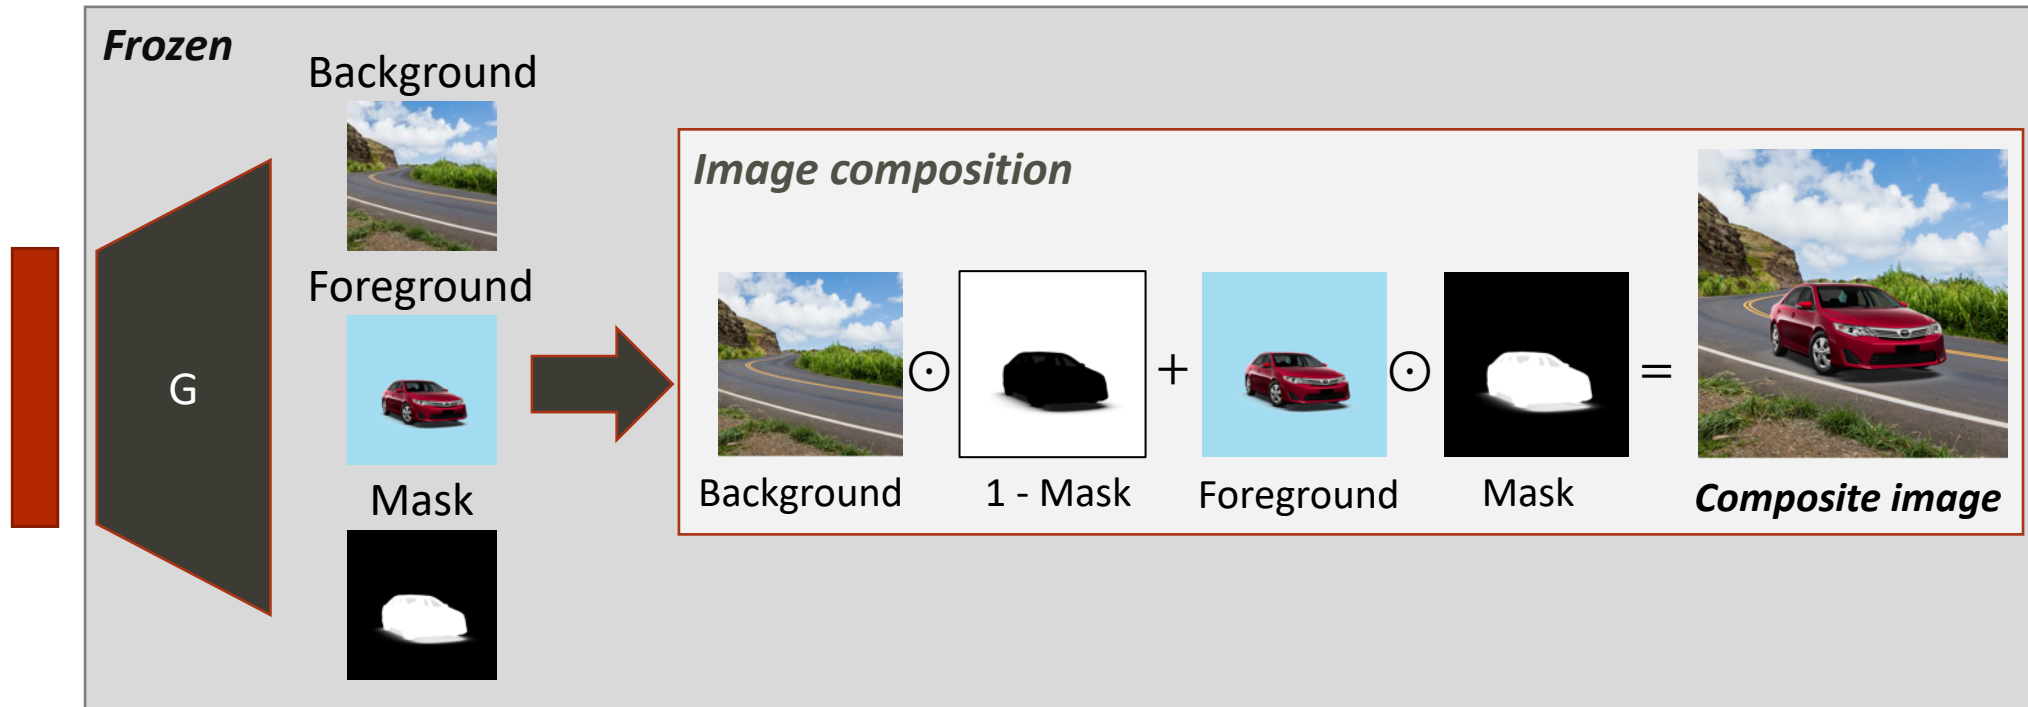 Frozen
Background
Foreground
Mask
G
Image composition
⊙ + ⊙ =
Background 1 - Mask Foreground Mask Composite image